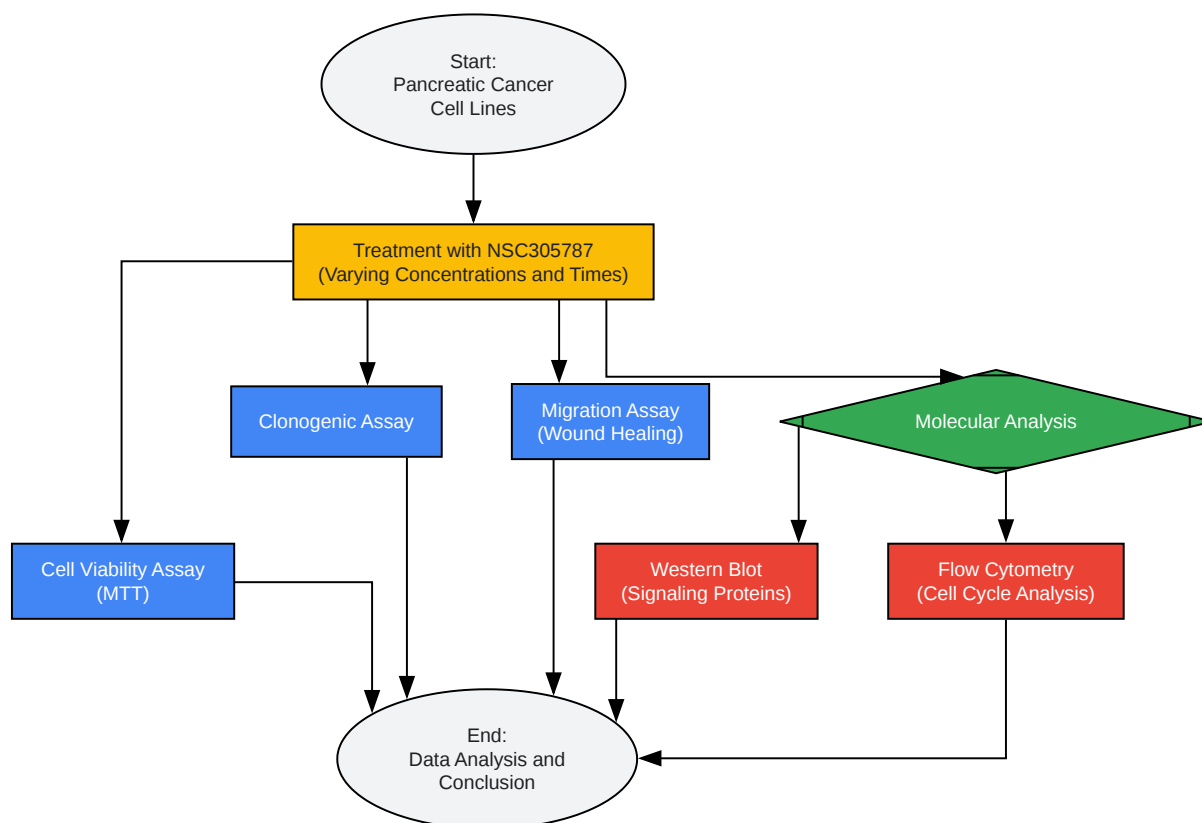 Start:
Pancreatic Cancer
Cell Lines
Treatment with NSC305787
(Varying Concentrations and Times)
Clonogenic Assay
Migration Assay
(Wound Healing)
Molecular Analysis
Cell Viability Assay
(MTT)
Western Blot
(Signaling Proteins)
Flow Cytometry
(Cell Cycle Analysis)
End:
Data Analysis and
Conclusion